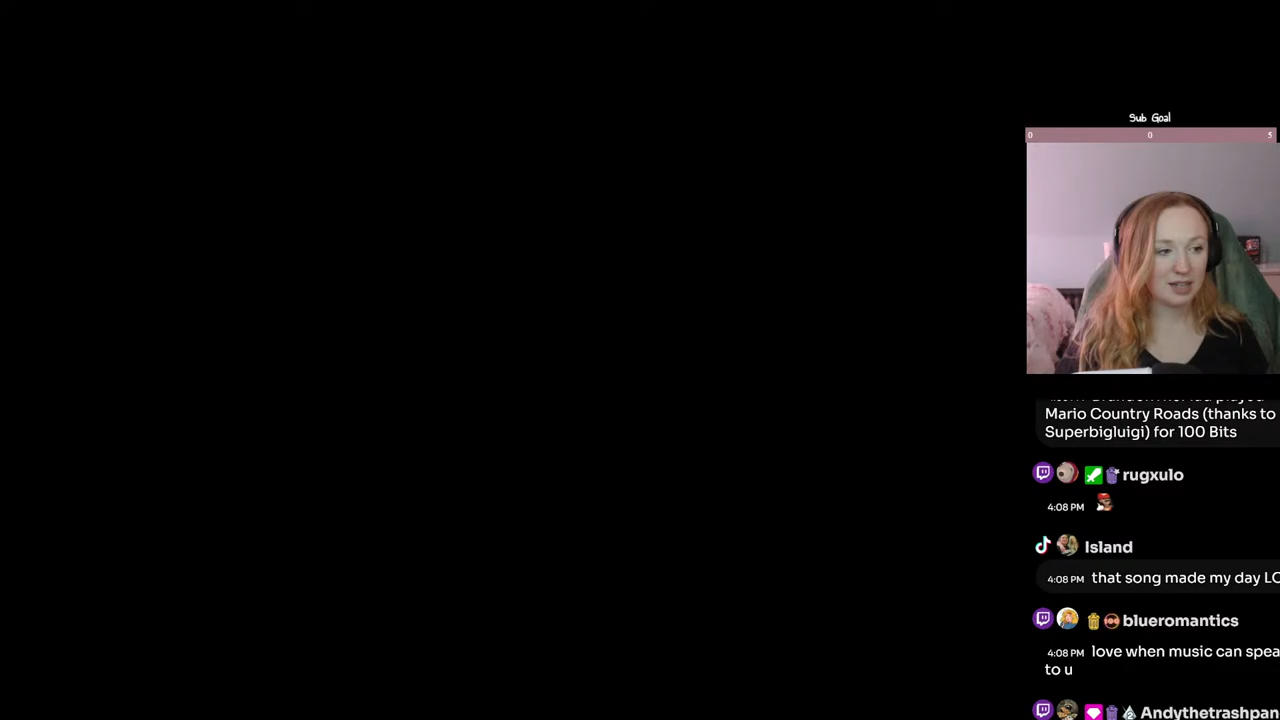 Sub Goal
0 0 5
played
Mario Country Roads (thanks to
Superbigluigi) for 100 Bits
rugxulo
4:08 PM
Island
4:08 PM that song made my day LO
blueromantics
4:08 PM love when music can spea
to u
Andythetrashpan